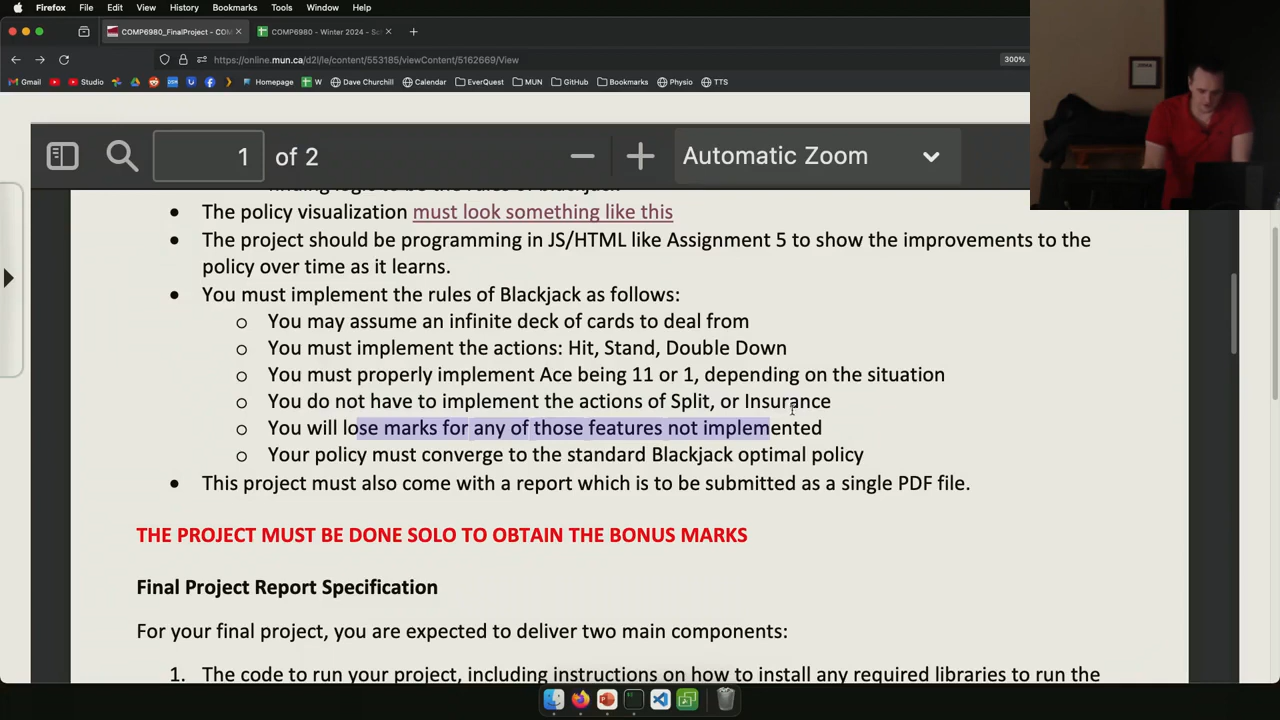 Firefox File Edit View History Bookmarks Tools Window Help
COMP6980_FinalProject - COM
COMP6980 - Winter 2024 - Sc
https://online.mun.ca/d2l/le/content/553185/viewContent/5162669/View
300%
Gmail Studio Homepage W Dave Churchill Calendar EverQuest MUN GitHub Bookmarks Physio TTS
1 of 2
Automatic Zoom
• The policy visualization must look something like this
• The project should be programming in JS/HTML like Assignment 5 to show the improvements to the
policy over time as it learns.
• You must implement the rules of Blackjack as follows:
o You may assume an infinite deck of cards to deal from
o You must implement the actions: Hit, Stand, Double Down
o You must properly implement Ace being 11 or 1, depending on the situation
o You do not have to implement the actions of Split, or Insurance
o You will lose marks for any of those features not implemented
o Your policy must converge to the standard Blackjack optimal policy
• This project must also come with a report which is to be submitted as a single PDF file.
THE PROJECT MUST BE DONE SOLO TO OBTAIN THE BONUS MARKS
Final Project Report Specification
For your final project, you are expected to deliver two main components:
1. The code to run your project, including instructions on how to install any required libraries to run the